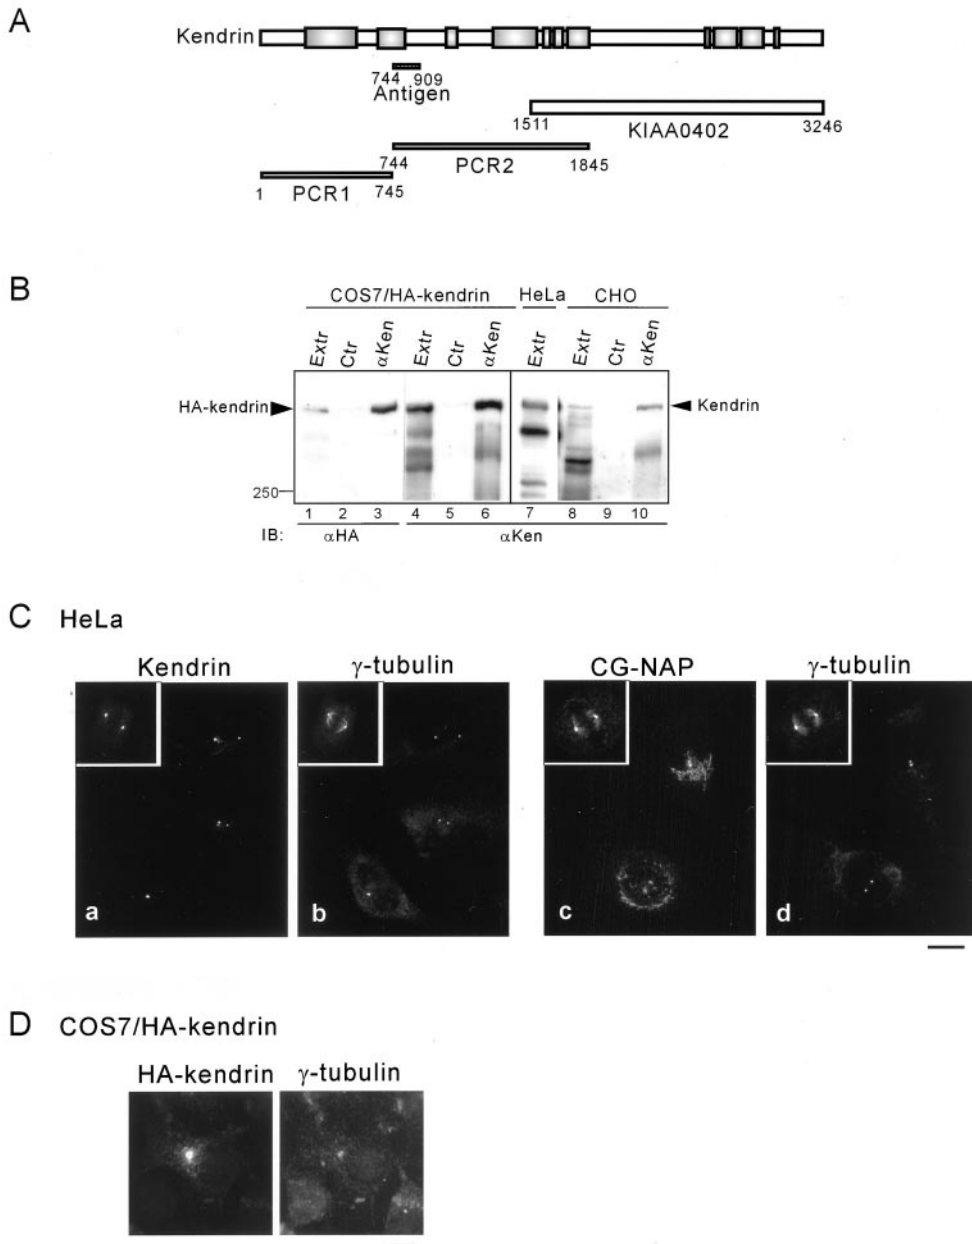 A
Kendrin
744 909
Antigen
1511 KIAA0402 3246
744 PCR2 1845
1 PCR1 745
B
COS7/HA-kendrin HeLa CHO
Extr Ctr αKen Extr Ctr αKen Extr Extr Ctr αKen
HA-kendrin Kendrin
250
1 2 3 4 5 6 7 8 9 10
IB: αHA αKen
C HeLa
Kendrin γ-tubulin CG-NAP γ-tubulin
a b c d
D COS7/HA-kendrin
HA-kendrin γ-tubulin